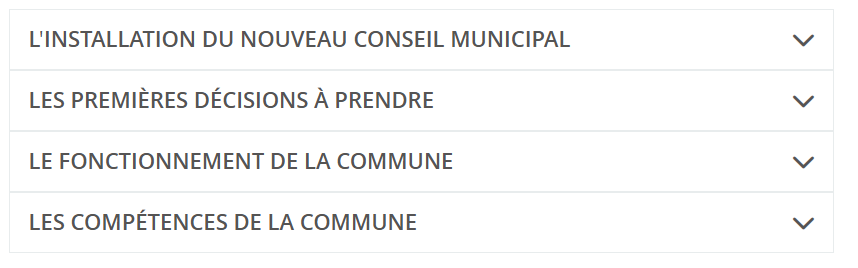 L'INSTALLATION DU NOUVEAU CONSEIL MUNICIPAL
LES PREMIÈRES DÉCISIONS À PRENDRE
LE FONCTIONNEMENT DE LA COMMUNE
LES COMPÉTENCES DE LA COMMUNE